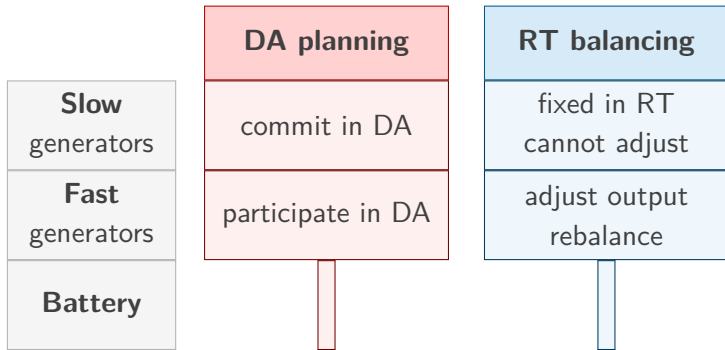 DA planning
RT balancing
Slow
generators
commit in DA
fixed in RT
cannot adjust
Fast
generators
participate in DA
adjust output
rebalance
Battery